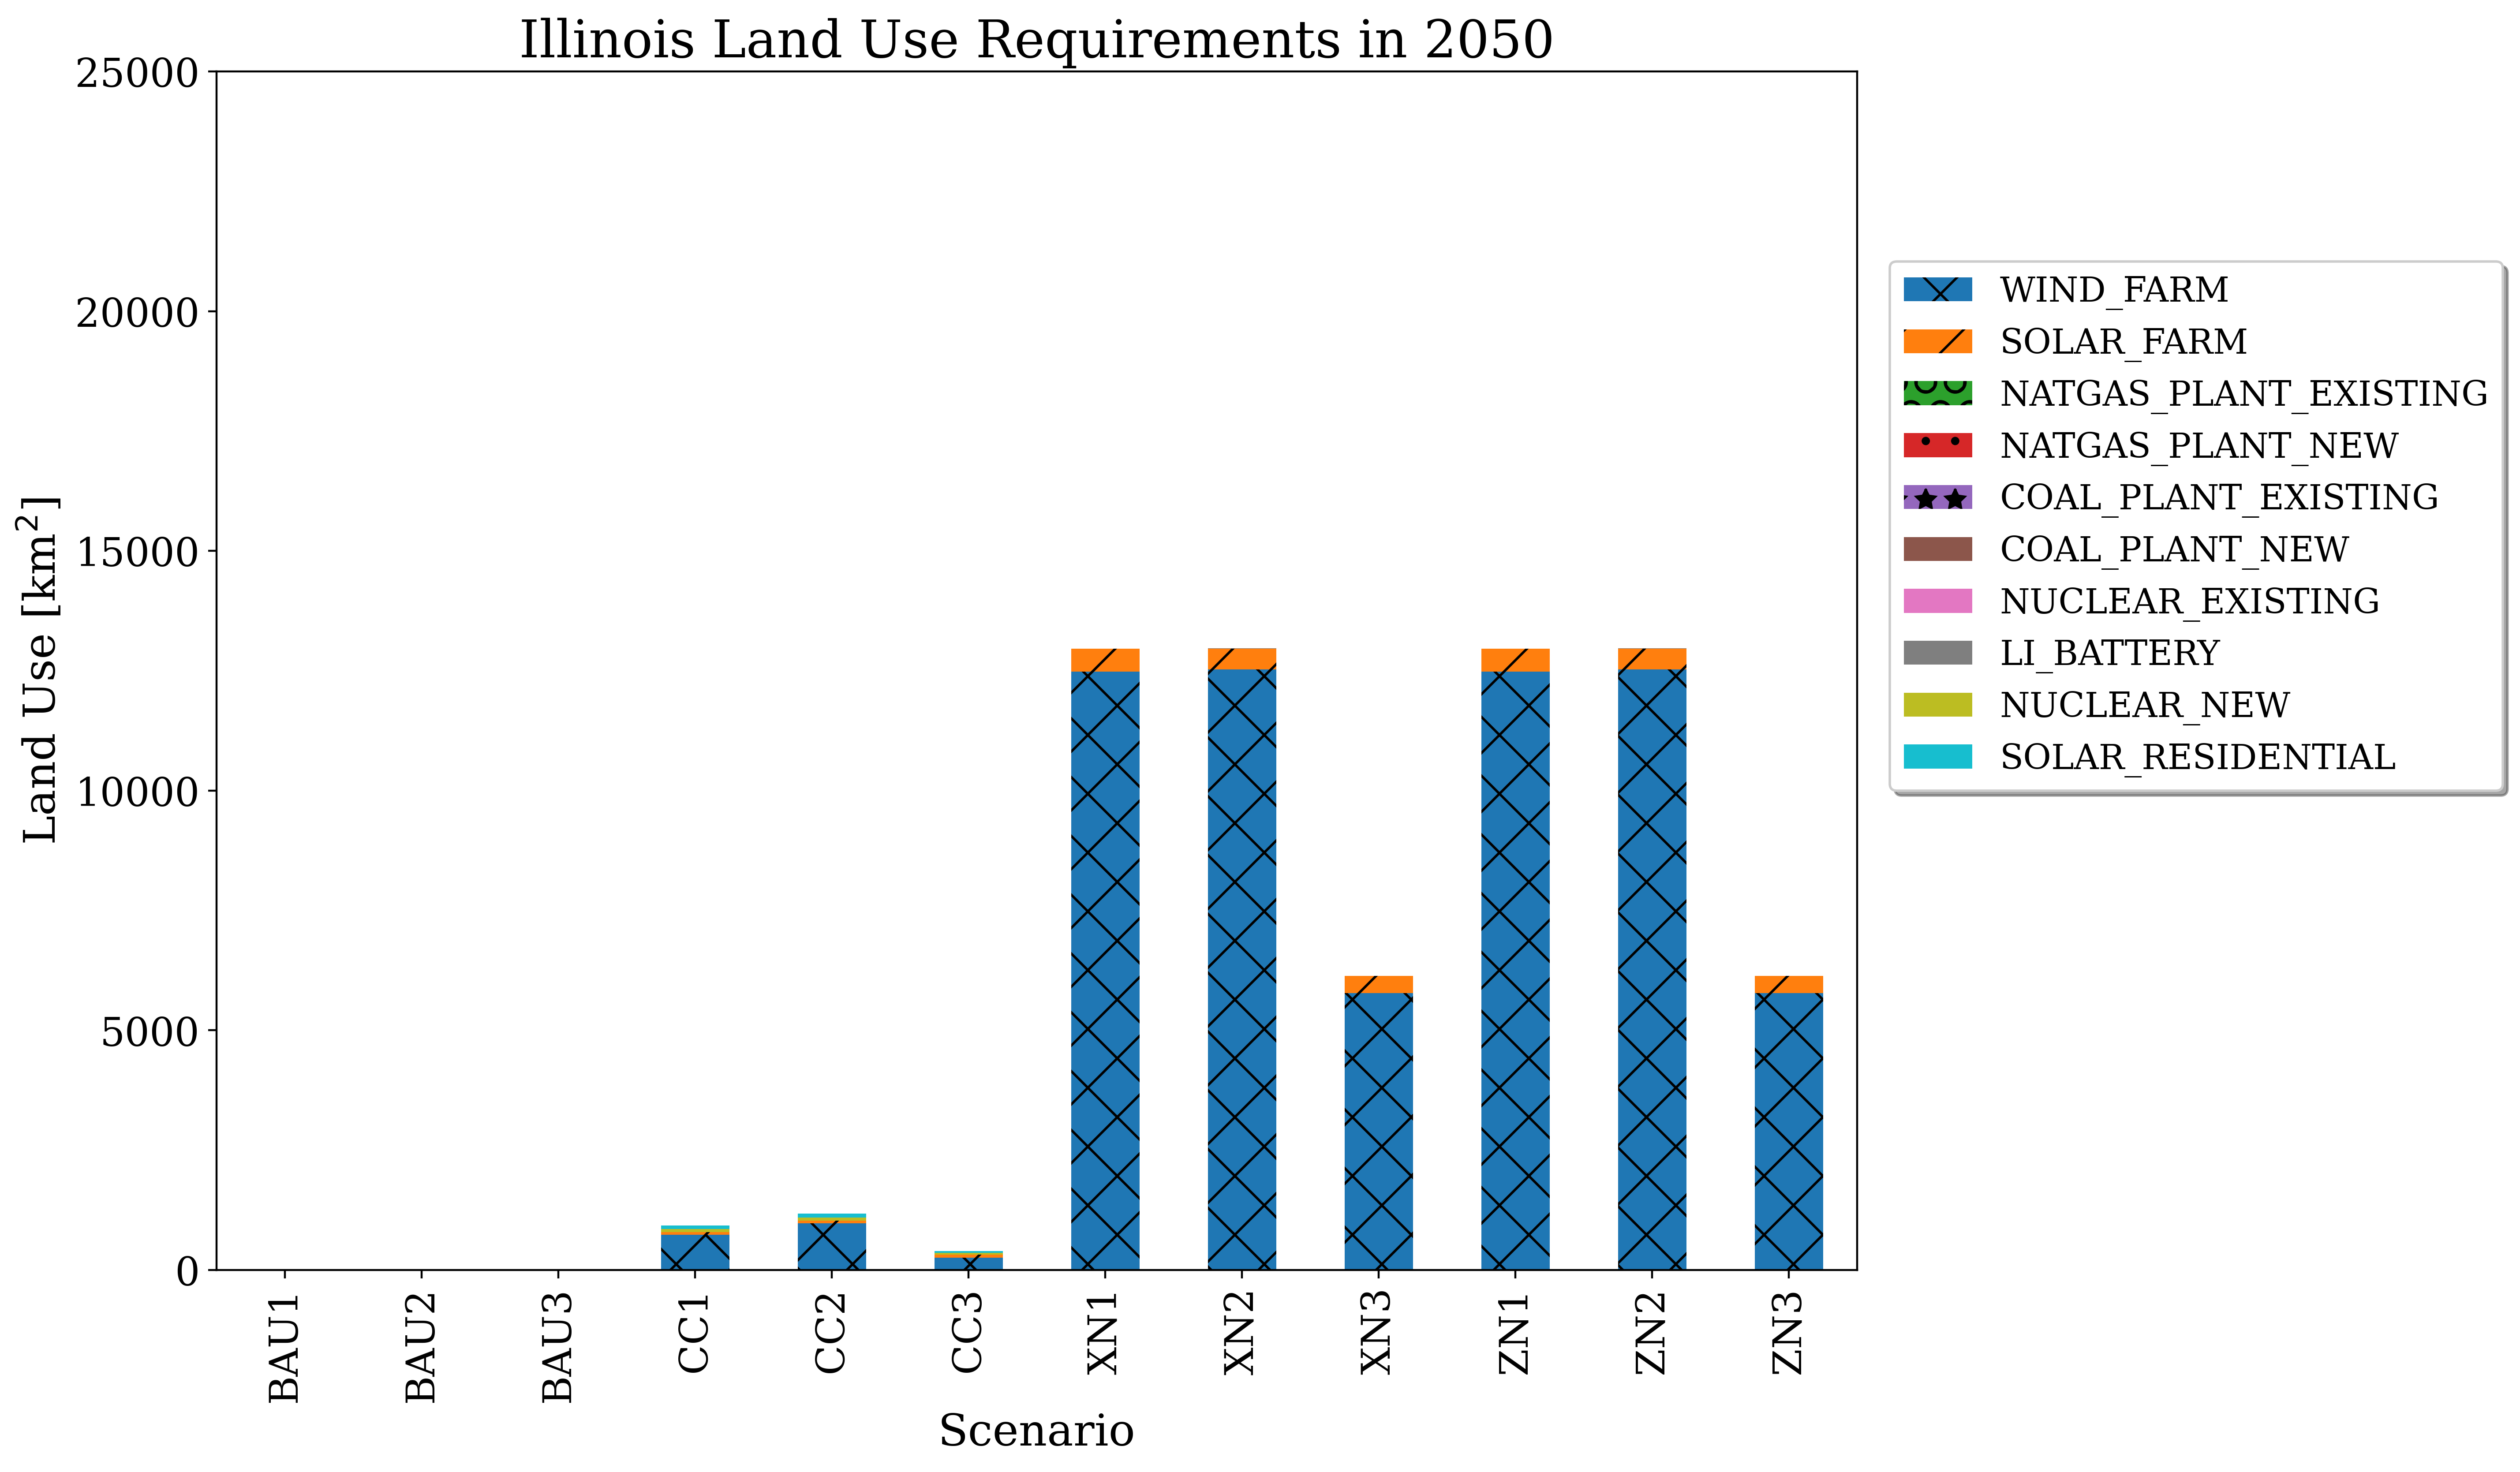 Illinois Land Use Requirements in 2050
Land Use [km²]
25000
20000
15000
10000
5000
0
BAU1
BAU2
BAU3
CC1
CC2
CC3
XN1
XN2
XN3
ZN1
ZN2
ZN3
Scenario
WIND_FARM
SOLAR_FARM
NATGAS_PLANT_EXISTING
NATGAS_PLANT_NEW
COAL_PLANT_EXISTING
COAL_PLANT_NEW
NUCLEAR_EXISTING
LI_BATTERY
NUCLEAR_NEW
SOLAR_RESIDENTIAL